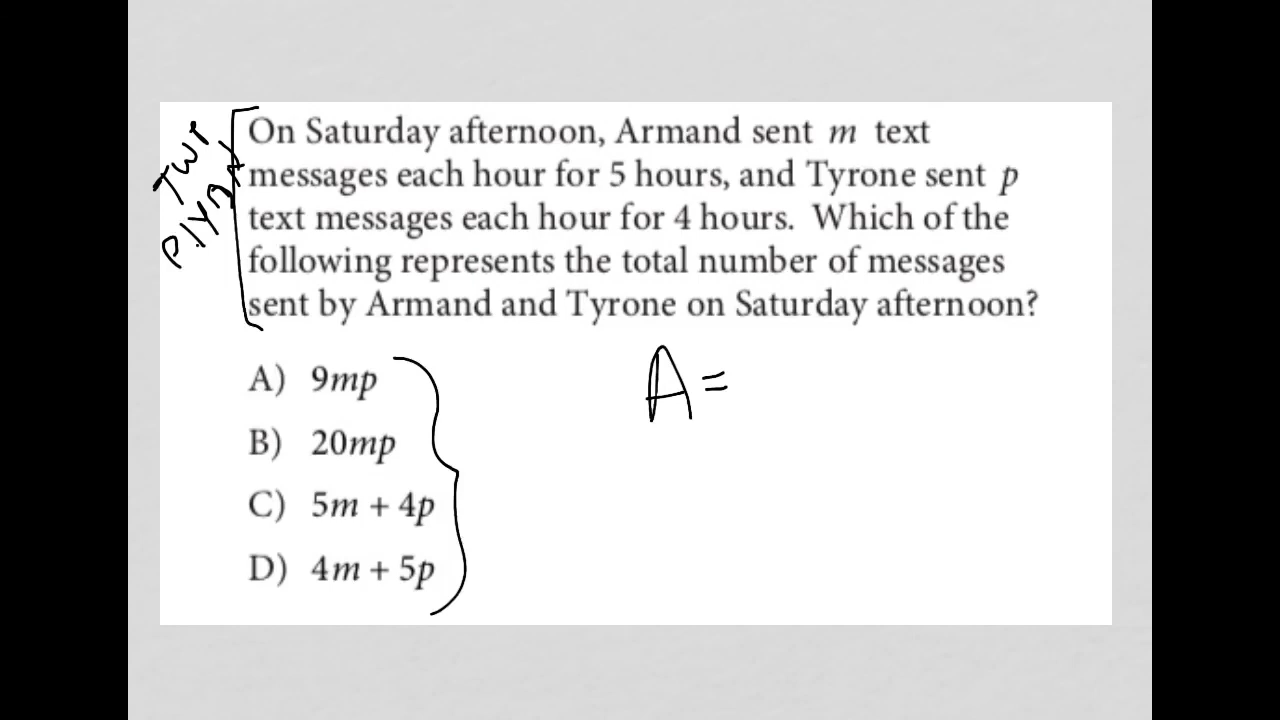 On Saturday afternoon, Armand sent m text
messages each hour for 5 hours, and Tyrone sent p
text messages each hour for 4 hours. Which of the
following represents the total number of messages
sent by Armand and Tyrone on Saturday afternoon?
A) 9mp
B) 20mp
C) 5m + 4p
D) 4m + 5p
A =